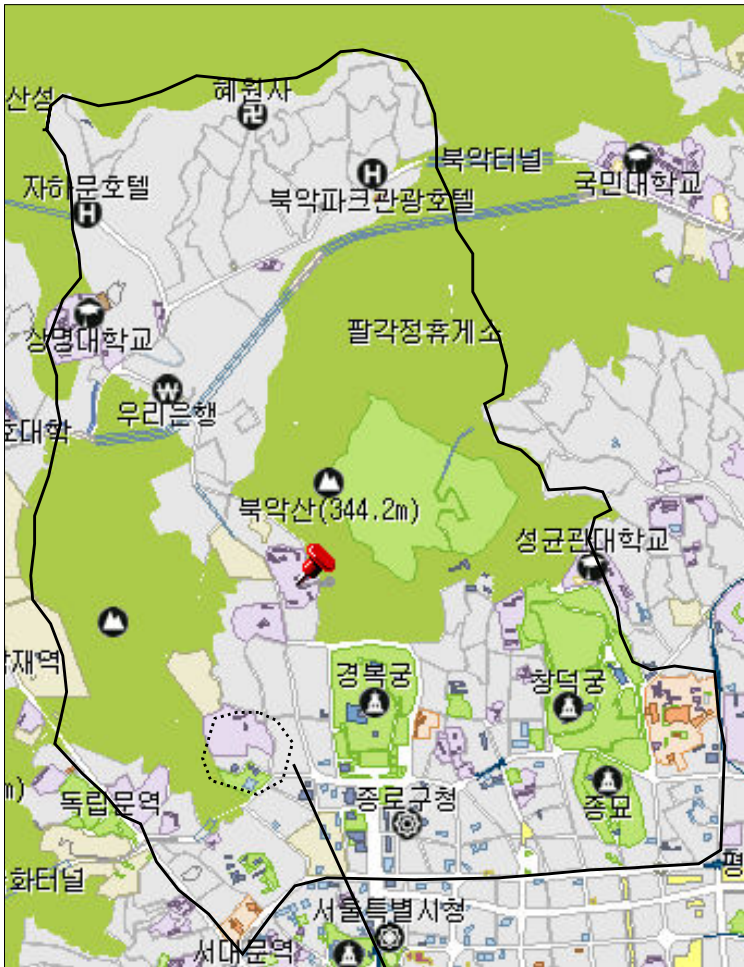 혜원사
산성
북악터널
국민대학교
자하문호텔
북악파크관광호텔
H
H
상명대학교
팔각정휴게소
우리은행
₩
호대학
북악산(344.2m)
성균관대학교
경복궁
창덕궁
재역
독립문역
종로구청
종묘
m)
화터널
평
서울특별시청
서대문역